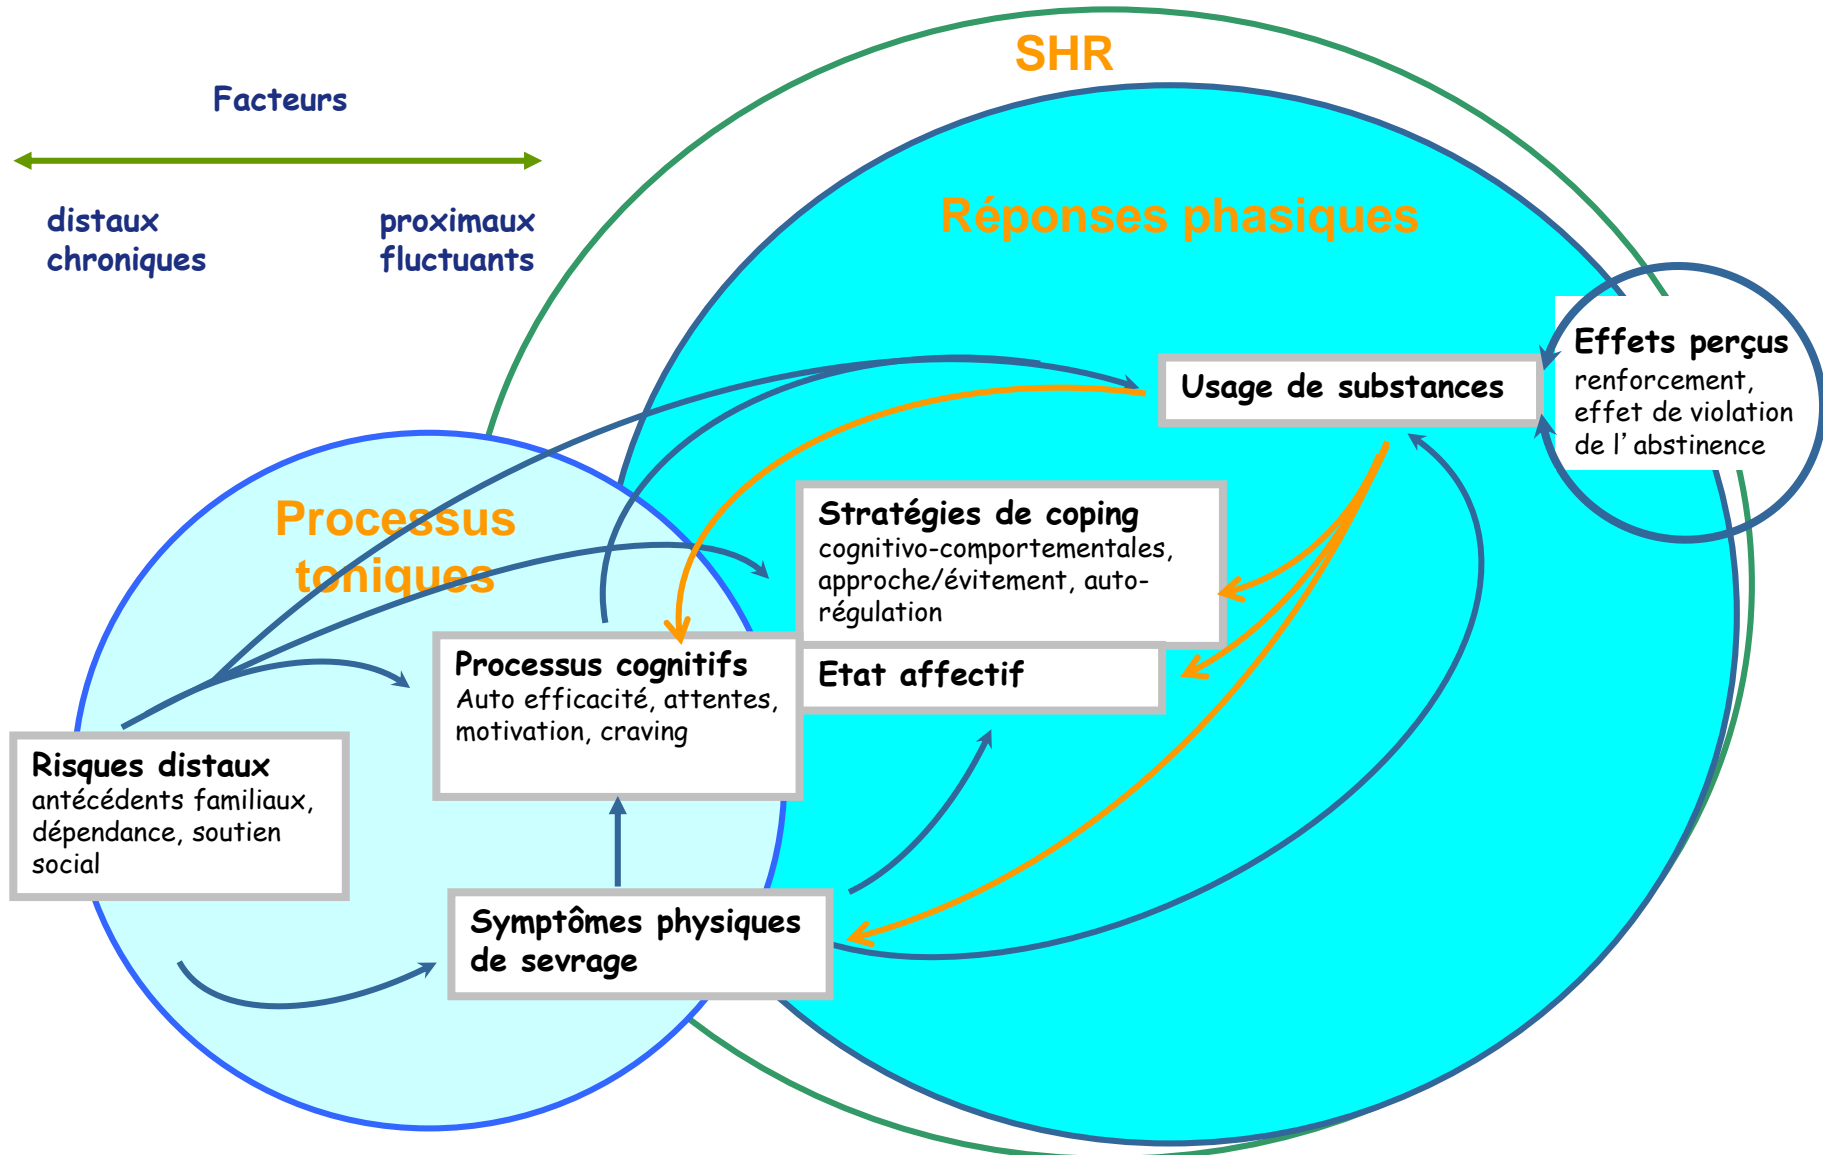 SHR
Facteurs
distaux
chroniques
proximaux
fluctuants
Réponses phasiques
Effets perçus
renforcement,
effet de violation
de l’abstinence
Usage de substances
Processus
toniques
Stratégies de coping
cognitivo-comportementales,
approche/évitement, auto-
régulation
Processus cognitifs
Auto efficacité, attentes,
motivation, craving
Etat affectif
Risques distaux
antécédents familiaux,
dépendance, soutien
social
Symptômes physiques
de sevrage